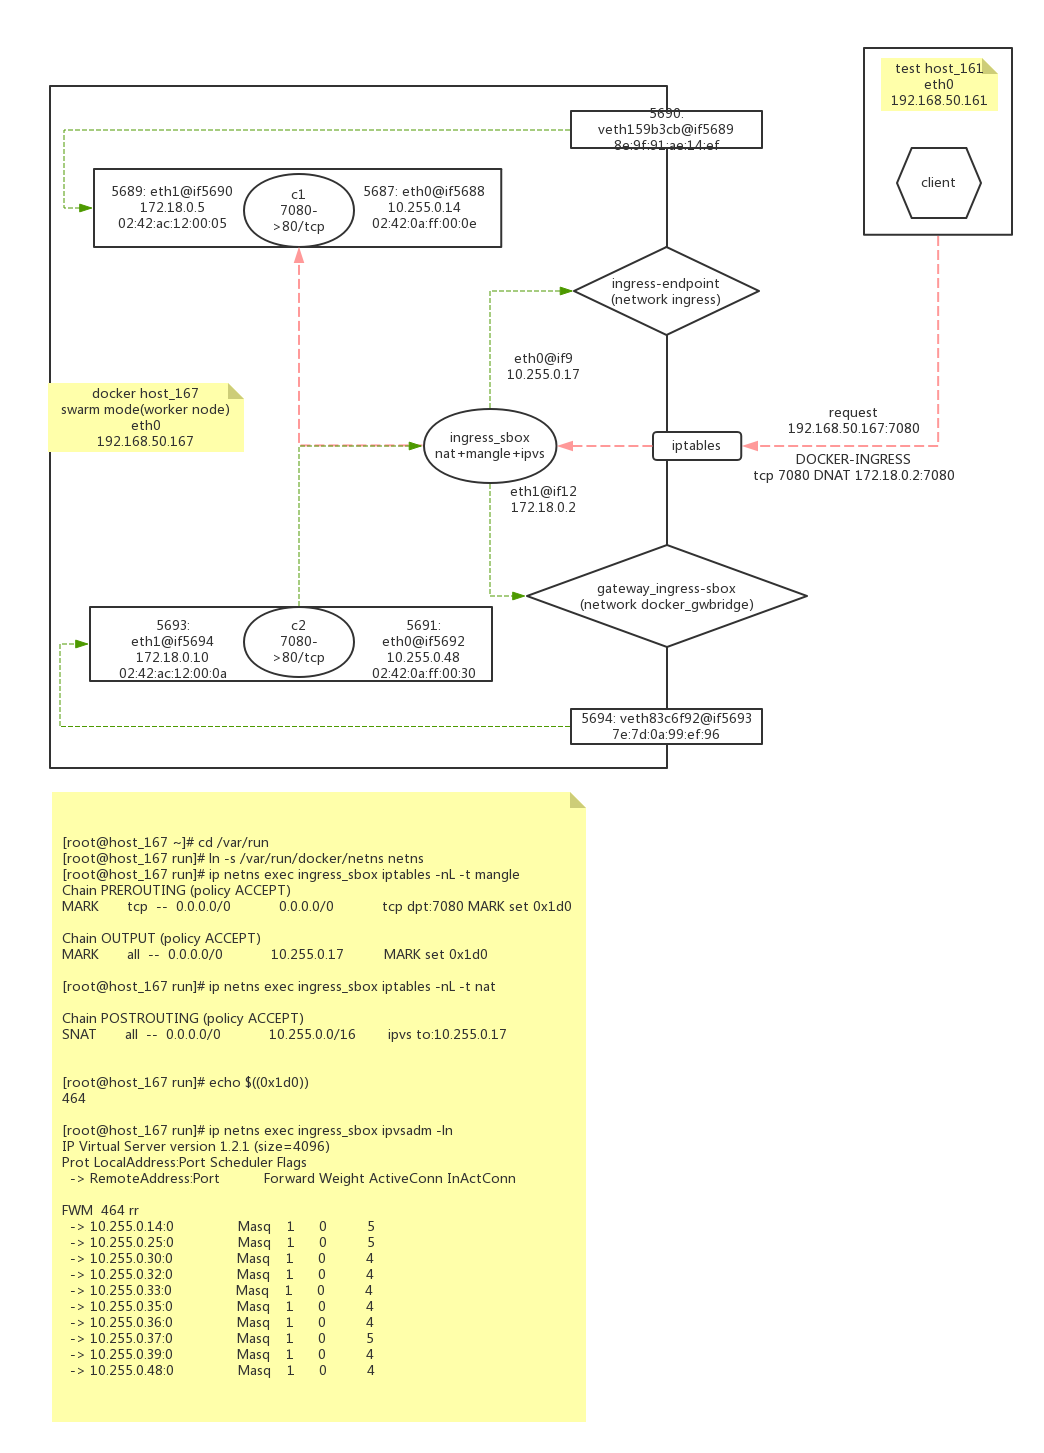 test host_161
eth0
192.168.50.161
client
5690:
veth159b3cb@if5689
8e:9f:91:ae:14:ef
5689: eth1@if5690
172.18.0.5
02:42:ac:12:00:05
c1
7080-
>80/tcp
5687: eth0@if5688
10.255.0.14
02:42:0a:ff:00:0e
ingress-endpoint
(network ingress)
eth0@if9
10.255.0.17
docker host_167
swarm mode(worker node)
eth0
192.168.50.167
ingress_sbox
nat+mangle+ipvs
iptables
request
192.168.50.167:7080
DOCKER-INGRESS
tcp 7080 DNAT 172.18.0.2:7080
eth1@if12
172.18.0.2
gateway_ingress-sbox
(network docker_gwbridge)
5693:
eth1@if5694
172.18.0.10
02:42:ac:12:00:0a
c2
7080-
>80/tcp
5691:
eth0@if5692
10.255.0.48
02:42:0a:ff:00:30
5694: veth83c6f92@if5693
7e:7d:0a:99:ef:96
[root@host_167 ~]# cd /var/run
[root@host_167 run]# ln -s /var/run/docker/netns netns
[root@host_167 run]# ip netns exec ingress_sbox iptables -nL -t mangle
Chain PREROUTING (policy ACCEPT)
MARK tcp -- 0.0.0.0/0 0.0.0.0/0 tcp dpt:7080 MARK set 0x1d0
Chain OUTPUT (policy ACCEPT)
MARK all -- 0.0.0.0/0 10.255.0.17 MARK set 0x1d0
[root@host_167 run]# ip netns exec ingress_sbox iptables -nL -t nat
Chain POSTROUTING (policy ACCEPT)
SNAT all -- 0.0.0.0/0 10.255.0.0/16 ipvs to:10.255.0.17
[root@host_167 run]# echo $((0x1d0))
464
[root@host_167 run]# ip netns exec ingress_sbox ipvsadm -ln
IP Virtual Server version 1.2.1 (size=4096)
Prot LocalAddress:Port Scheduler Flags
-> RemoteAddress:Port Forward Weight ActiveConn InActConn
FWM 464 rr
-> 10.255.0.14:0 Masq 1 0 5
-> 10.255.0.25:0 Masq 1 0 5
-> 10.255.0.30:0 Masq 1 0 4
-> 10.255.0.32:0 Masq 1 0 4
-> 10.255.0.33:0 Masq 1 0 4
-> 10.255.0.35:0 Masq 1 0 4
-> 10.255.0.36:0 Masq 1 0 4
-> 10.255.0.37:0 Masq 1 0 5
-> 10.255.0.39:0 Masq 1 0 4
-> 10.255.0.48:0 Masq 1 0 4